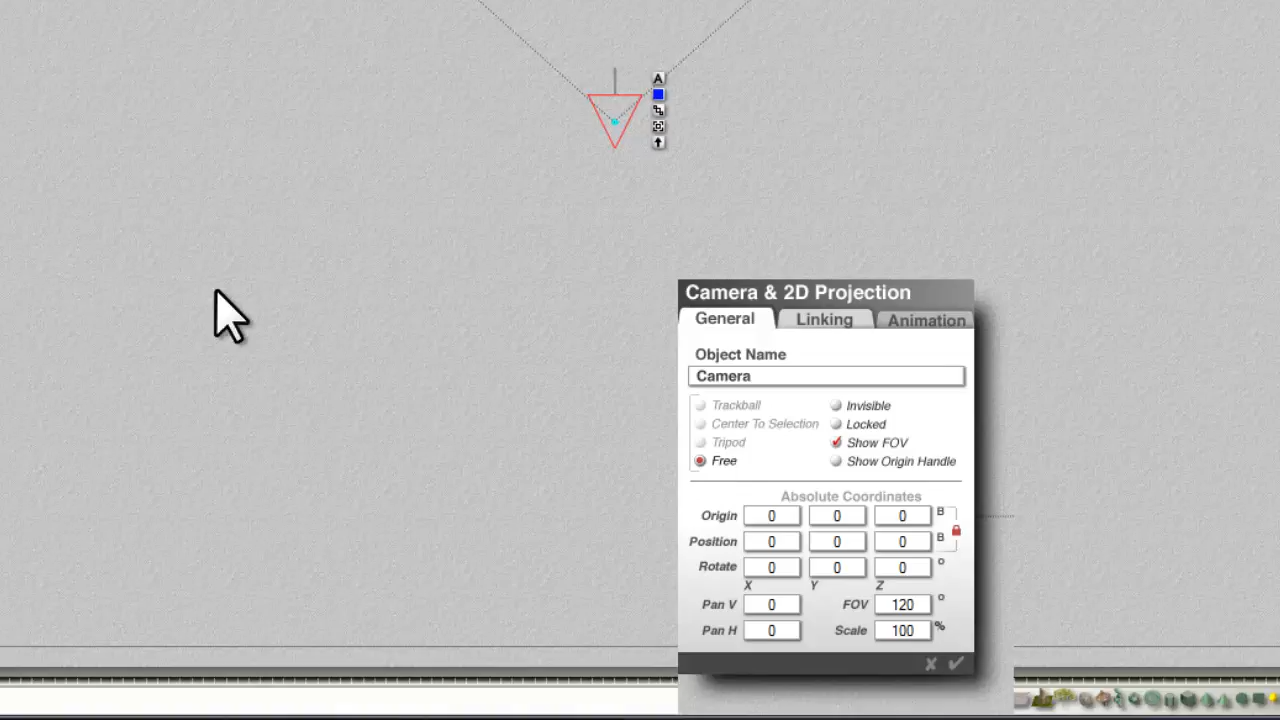 A
Camera & 2D Projection
General Linking Animation
Object Name
Camera
Trackball Invisible
Center To Selection Locked
Tripod Show FOV
Free Show Origin Handle
Absolute Coordinates
Origin 0 0 0 B
Position 0 0 0 B
Rotate 0 0 0 °
X Y Z
Pan V 0 FOV 120 °
Pan H 0 Scale 100 %